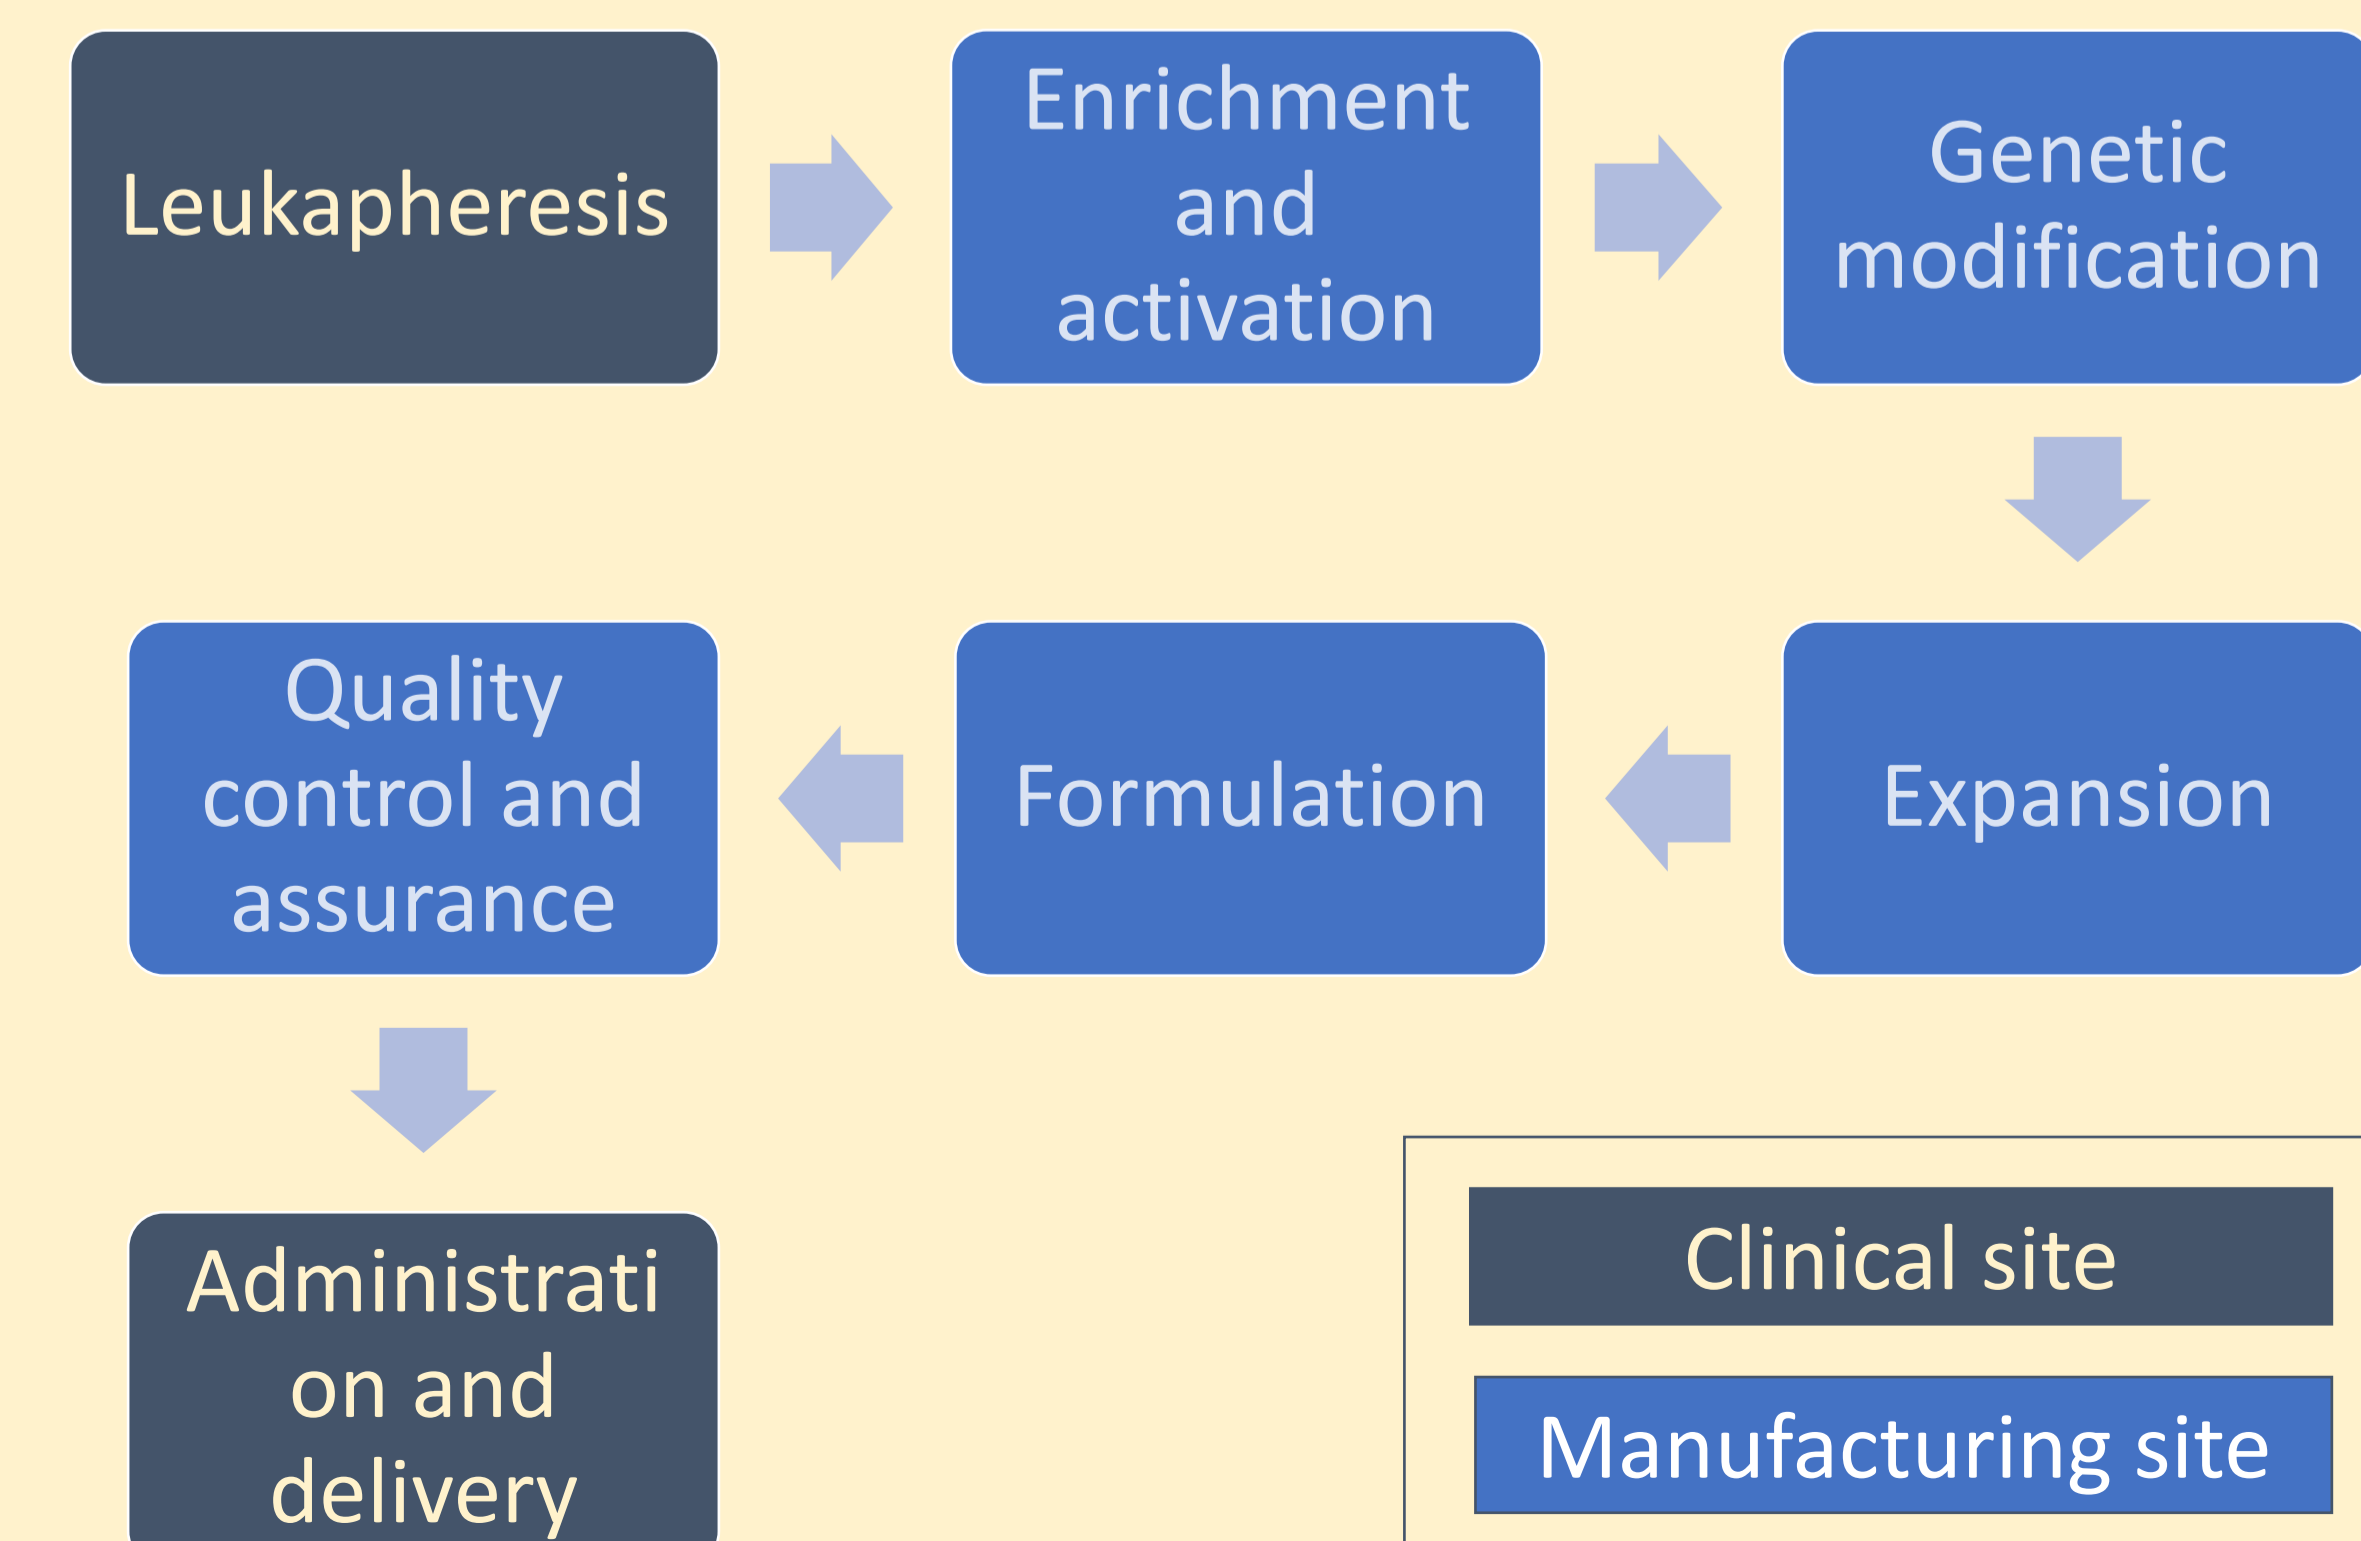 Leukapheresis
Enrichment
and
activation
Genetic
modification
Quality
control and
assurance
Formulation
Expansion
Administrati
on and
delivery
Clinical site
Manufacturing site